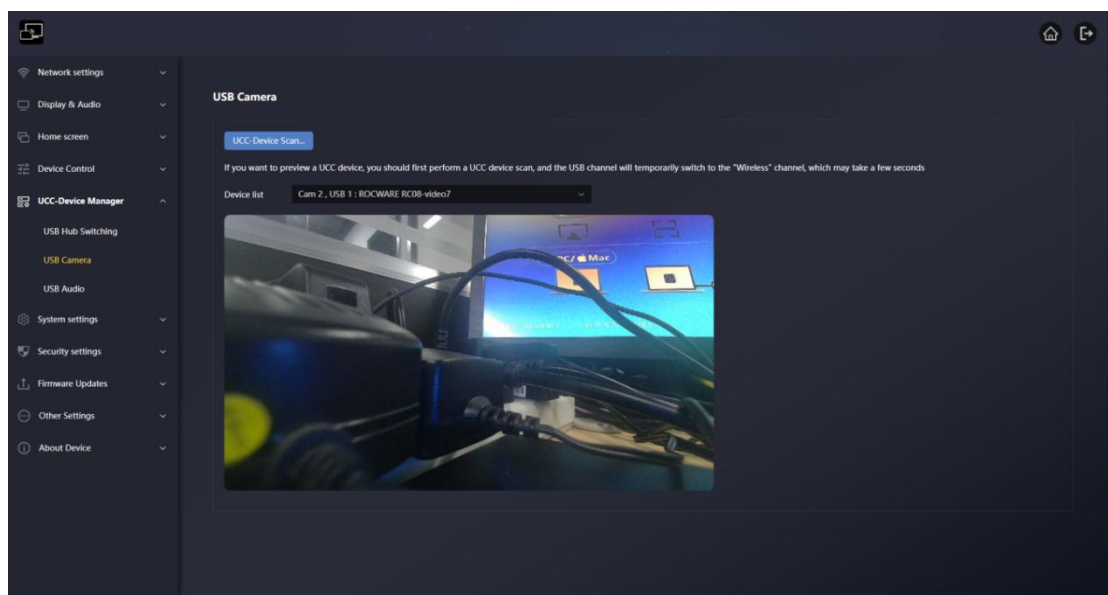 Network settings
Display & Audio
Home screen
Device Control
UCC-Device Manager
USB Hub Switching
USB Camera
USB Audio
System settings
Security settings
Firmware Updates
Other Settings
About Device
USB Camera
UCC-Device Scan...
If you want to preview a UCC device, you should first perform a UCC device scan, and the USB channel will temporarily switch to the "Wireless" channel, which may take a few seconds
Device list
Cam 2 , USB 1 : ROCWARE RC08-video7
PC/ Mac